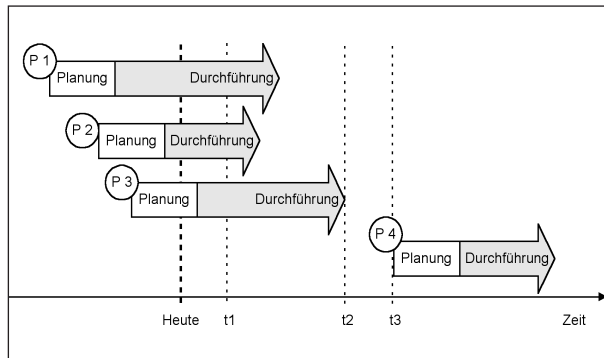 P 1
Planung Durchführung
P 2
Planung Durchführung
P 3
Planung Durchführung
P 4
Planung Durchführung
Heute t1 t2 t3 Zeit